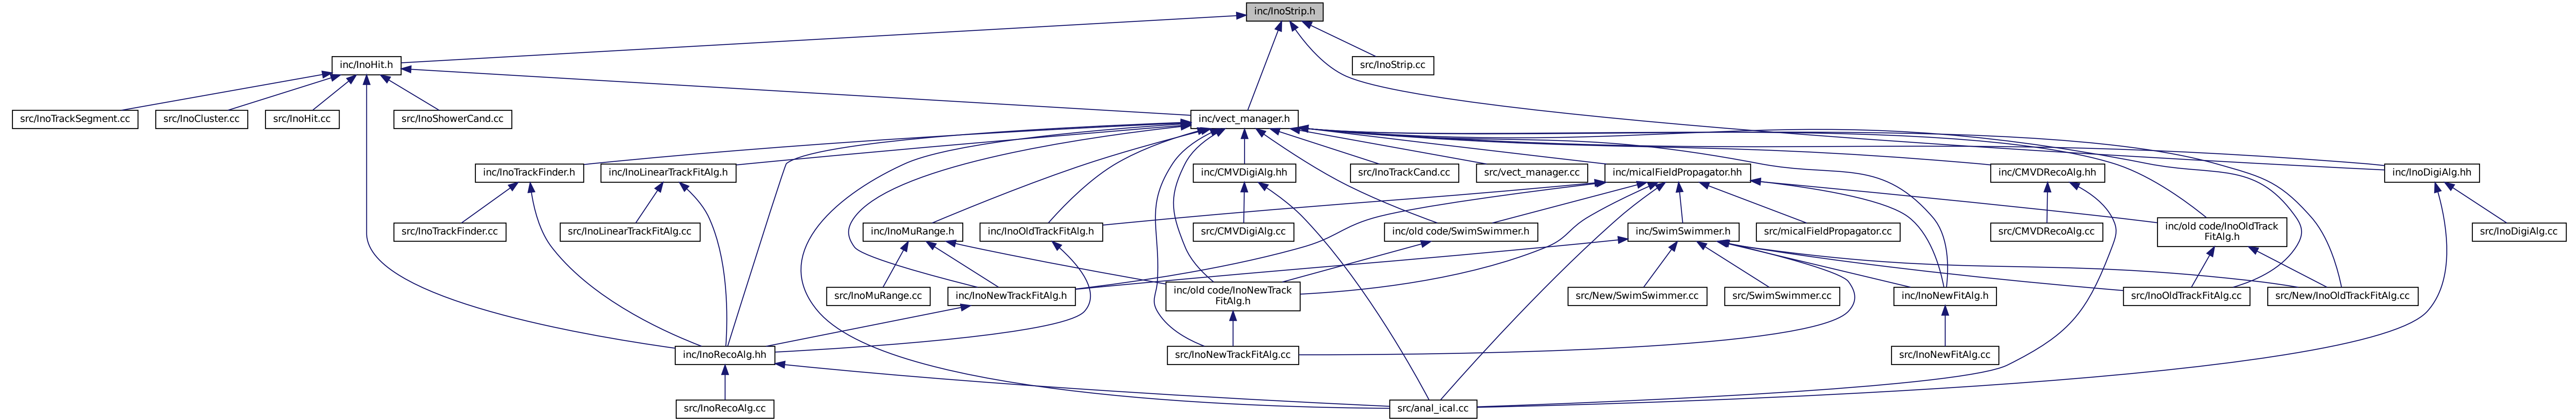 inc/InoStrip.h
inc/InoHit.h
src/InoStrip.cc
src/InoTrackSegment.cc
src/InoCluster.cc
src/InoHit.cc
src/InoShowerCand.cc
inc/vect_manager.h
inc/InoTrackFinder.h
inc/InoLinearTrackFitAlg.h
inc/CMVDigiAlg.hh
src/InoTrackCand.cc
src/vect_manager.cc
inc/micalFieldPropagator.hh
inc/CMVDRecoAlg.hh
inc/InoDigiAlg.hh
src/InoTrackFinder.cc
src/InoLinearTrackFitAlg.cc
inc/InoMuRange.h
inc/InoOldTrackFitAlg.h
src/CMVDigiAlg.cc
inc/old code/SwimSwimmer.h
inc/SwimSwimmer.h
src/micalFieldPropagator.cc
src/CMVDRecoAlg.cc
inc/old code/InoOldTrack
FitAlg.h
src/InoDigiAlg.cc
src/InoMuRange.cc
inc/InoNewTrackFitAlg.h
inc/old code/InoNewTrack
FitAlg.h
src/New/SwimSwimmer.cc
src/SwimSwimmer.cc
inc/InoNewFitAlg.h
src/InoOldTrackFitAlg.cc
src/New/InoOldTrackFitAlg.cc
inc/InoRecoAlg.hh
src/InoNewTrackFitAlg.cc
src/InoNewFitAlg.cc
src/InoRecoAlg.cc
src/anal_ical.cc